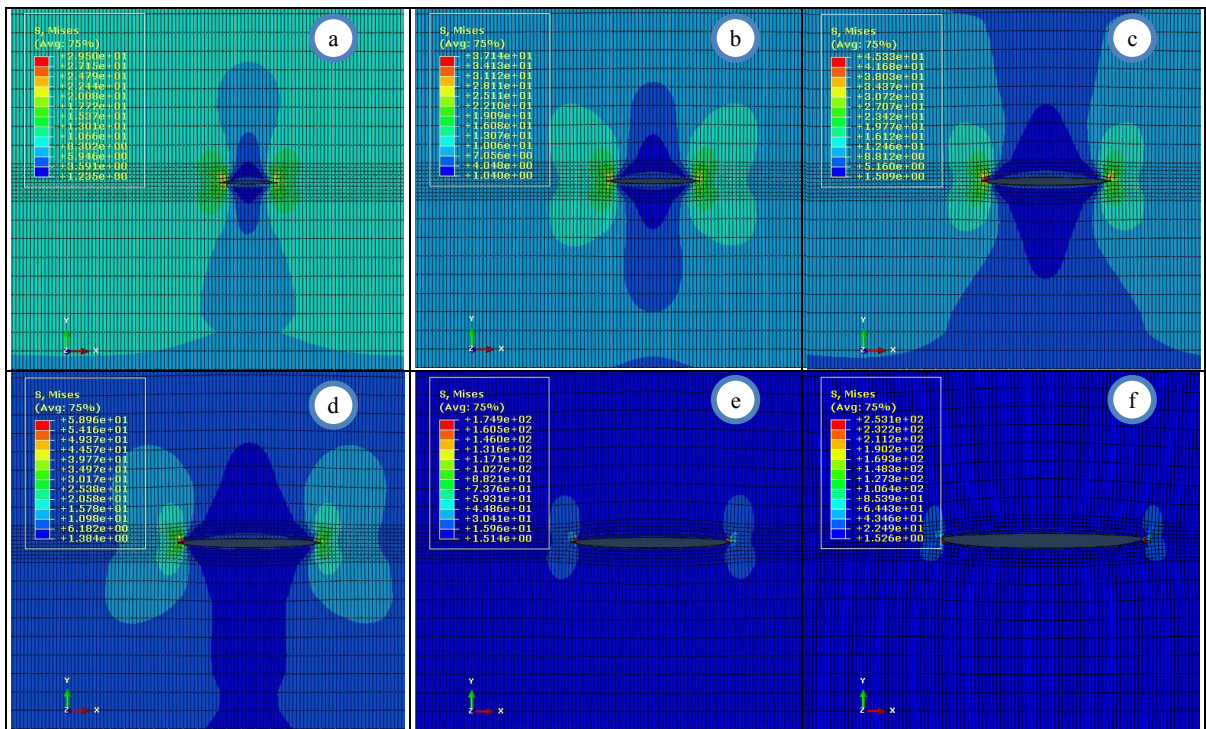 S, Mises
(Avg: 75%)
+2.950e+01
+2.715e+01
+2.479e+01
+2.244e+01
+2.008e+01
+1.772e+01
+1.537e+01
+1.301e+01
+1.066e+01
+8.302e+00
+5.946e+00
+3.591e+00
+1.235e+00
a
Y
Z X
S, Mises
(Avg: 75%)
+3.714e+01
+3.413e+01
+3.112e+01
+2.811e+01
+2.511e+01
+2.210e+01
+1.909e+01
+1.608e+01
+1.307e+01
+1.006e+01
+7.056e+00
+4.048e+00
+1.040e+00
b
Y
Z X
S, Mises
(Avg: 75%)
+4.533e+01
+4.168e+01
+3.803e+01
+3.437e+01
+3.072e+01
+2.707e+01
+2.342e+01
+1.977e+01
+1.612e+01
+1.246e+01
+8.812e+00
+5.160e+00
+1.509e+00
c
Y
Z X
S, Mises
(Avg: 75%)
+5.896e+01
+5.416e+01
+4.937e+01
+4.457e+01
+3.977e+01
+3.497e+01
+3.017e+01
+2.538e+01
+2.058e+01
+1.578e+01
+1.098e+01
+6.182e+00
+1.384e+00
d
Y
Z X
S, Mises
(Avg: 75%)
+1.749e+02
+1.605e+02
+1.460e+02
+1.316e+02
+1.171e+02
+1.027e+02
+8.821e+01
+7.376e+01
+5.931e+01
+4.486e+01
+3.041e+01
+1.596e+01
+1.514e+00
e
Y
Z X
S, Mises
(Avg: 75%)
+2.531e+02
+2.322e+02
+2.112e+02
+1.902e+02
+1.693e+02
+1.483e+02
+1.273e+02
+1.064e+02
+8.539e+01
+6.443e+01
+4.346e+01
+2.249e+01
+1.526e+00
f
Y
Z X